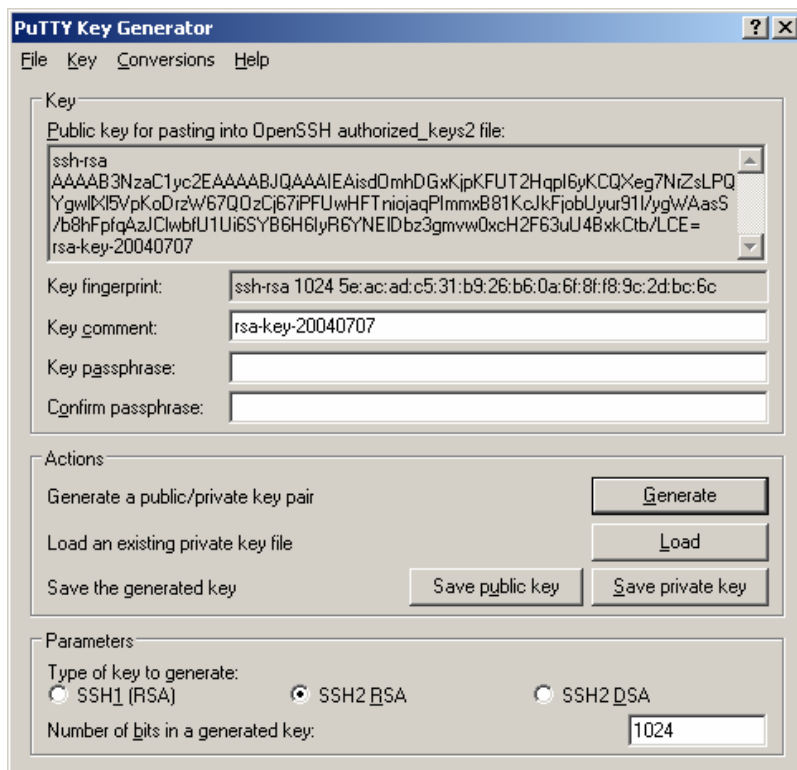 PuTTY Key Generator
File Key Conversions Help
Key
Public key for pasting into OpenSSH authorized_keys2 file:
ssh-rsa
AAAAB3NzaC1yc2EAAAABJQAAAIEAisdOmhDGxKjpKFUT2HqpI6yKCQXeg7NrZsLPQ
YgwlXl5VpKoDrzW67QOzCj67iPFUwHFTniojaqPImmxB81KcJkFjobUyur91I/ygWAasS
/b8hFpfqAzJClwbfU1Ui6SYB6H6IyR6YNEIDbz3gmvw0xcH2F63uU4BxkCtb/LCE=
rsa-key-20040707
Key fingerprint: ssh-rsa 1024 5e:ac:ad:c5:31:b9:26:b6:0a:6f:8f:f8:9c:2d:bc:6c
Key comment: rsa-key-20040707
Key passphrase:
Confirm passphrase:
Actions
Generate a public/private key pair Generate
Load an existing private key file Load
Save the generated key Save public key Save private key
Parameters
Type of key to generate:
SSH1 (RSA) SSH2 RSA SSH2 DSA
Number of bits in a generated key: 1024